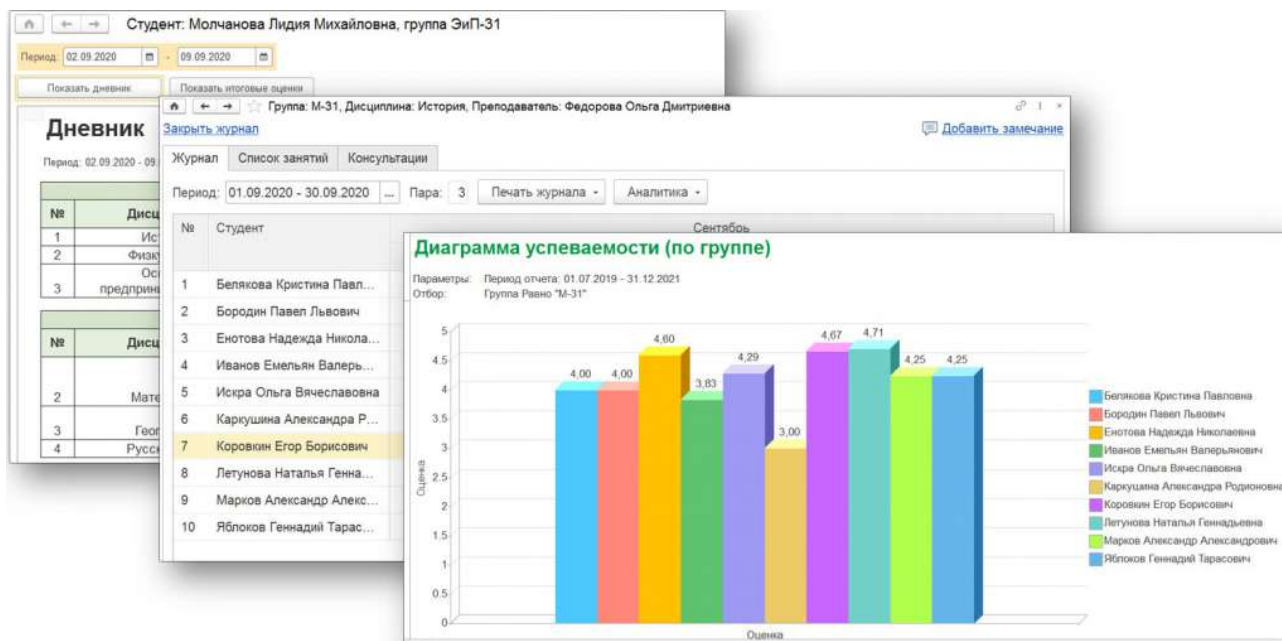 Студент: Молчанова Лидия Михайловна, группа ЭиП-31
Период: 02.09.2020 - 09.09.2020
Показать дневник Показать итоговые оценки
Дневник
Период: 02.09.2020 - 09
№ Дисц
1 Ис
2 Физк
Ос
3 предприн
№ Дисц
2 Мате
3 Геог
4 Русс
Группа: М-31, Дисциплина: История, Преподаватель: Федорова Ольга Дмитриевна
Закрыть журнал Добавить замечание
Журнал Список занятий Консультации
Период: 01.09.2020 - 30.09.2020 ... Пара: 3 Печать журнала Аналитика
№ Студент Сентябрь
1 Белякова Кристина Павл...
2 Бородин Павел Львович
3 Енотова Надежда Никола...
4 Иванов Емельян Валерь...
5 Искра Ольга Вячеславовна
6 Каркушина Александра Р...
7 Коровкин Егор Борисович
8 Летунова Наталья Генна...
9 Марков Александр Алекс...
10 Яблоков Геннадий Тарас...
Диаграмма успеваемости (по группе)
Параметры: Период отчета: 01.07.2019 - 31.12.2021
Отбор: Группа Равно "М-31"
Оценка
5
4.5
4
3.5
3
2.5
2
1.5
1
0.5
0
4,00 4,00 4,60 3,83 4,29 3,00 4,67 4,71 4,25 4,25
Оценка
Белякова Кристина Павловна
Бородин Павел Львович
Енотова Надежда Николаевна
Иванов Емельян Валерьянович
Искра Ольга Вячеславовна
Каркушина Александра Родионовна
Коровкин Егор Борисович
Летунова Наталья Геннадьевна
Марков Александр Александрович
Яблоков Геннадий Тарасович